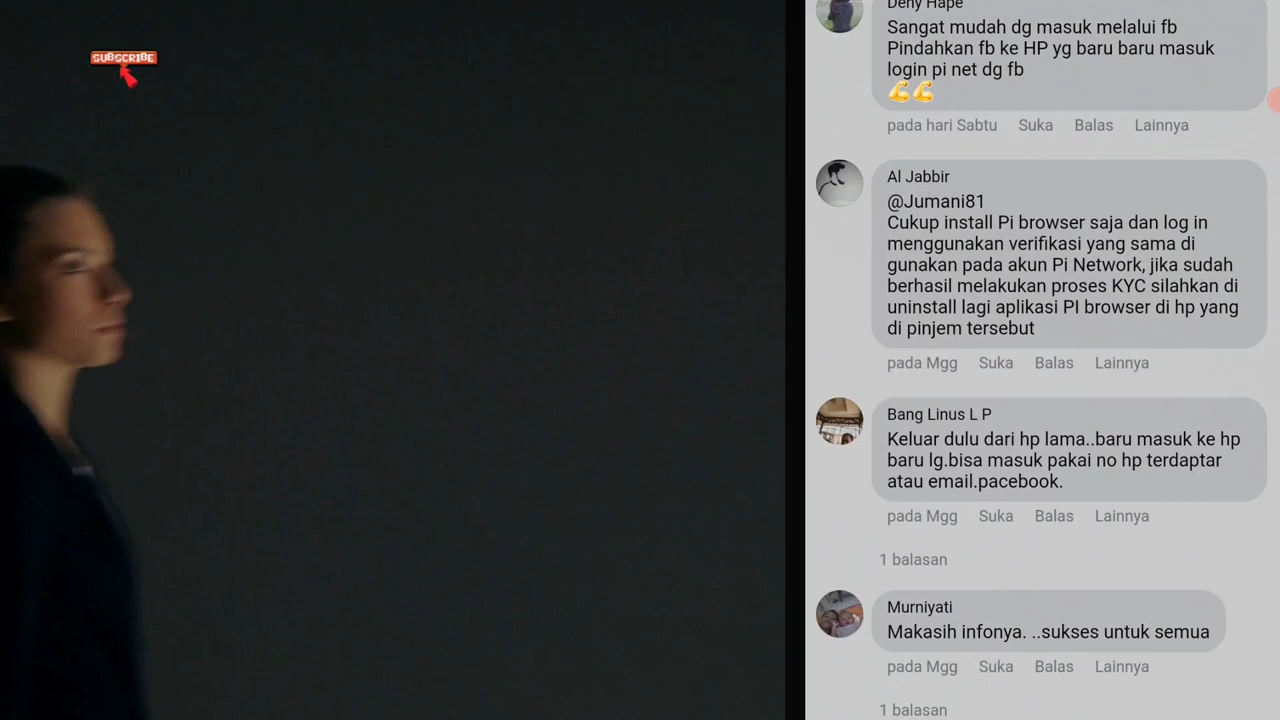 SUBSCRIBE
Deny Hape
Sangat mudah dg masuk melalui fb
Pindahkan fb ke HP yg baru baru masuk
login pi net dg fb
pada hari Sabtu Suka Balas Lainnya
Al Jabbir
@Jumani81
Cukup install Pi browser saja dan log in
menggunakan verifikasi yang sama di
gunakan pada akun Pi Network, jika sudah
berhasil melakukan proses KYC silahkan di
uninstall lagi aplikasi PI browser di hp yang
di pinjem tersebut
pada Mgg Suka Balas Lainnya
Bang Linus L P
Keluar dulu dari hp lama..baru masuk ke hp
baru lg.bisa masuk pakai no hp terdaptar
atau email.pacebook.
pada Mgg Suka Balas Lainnya
1 balasan
Murniyati
Makasih infonya. ..sukses untuk semua
pada Mgg Suka Balas Lainnya
1 balasan